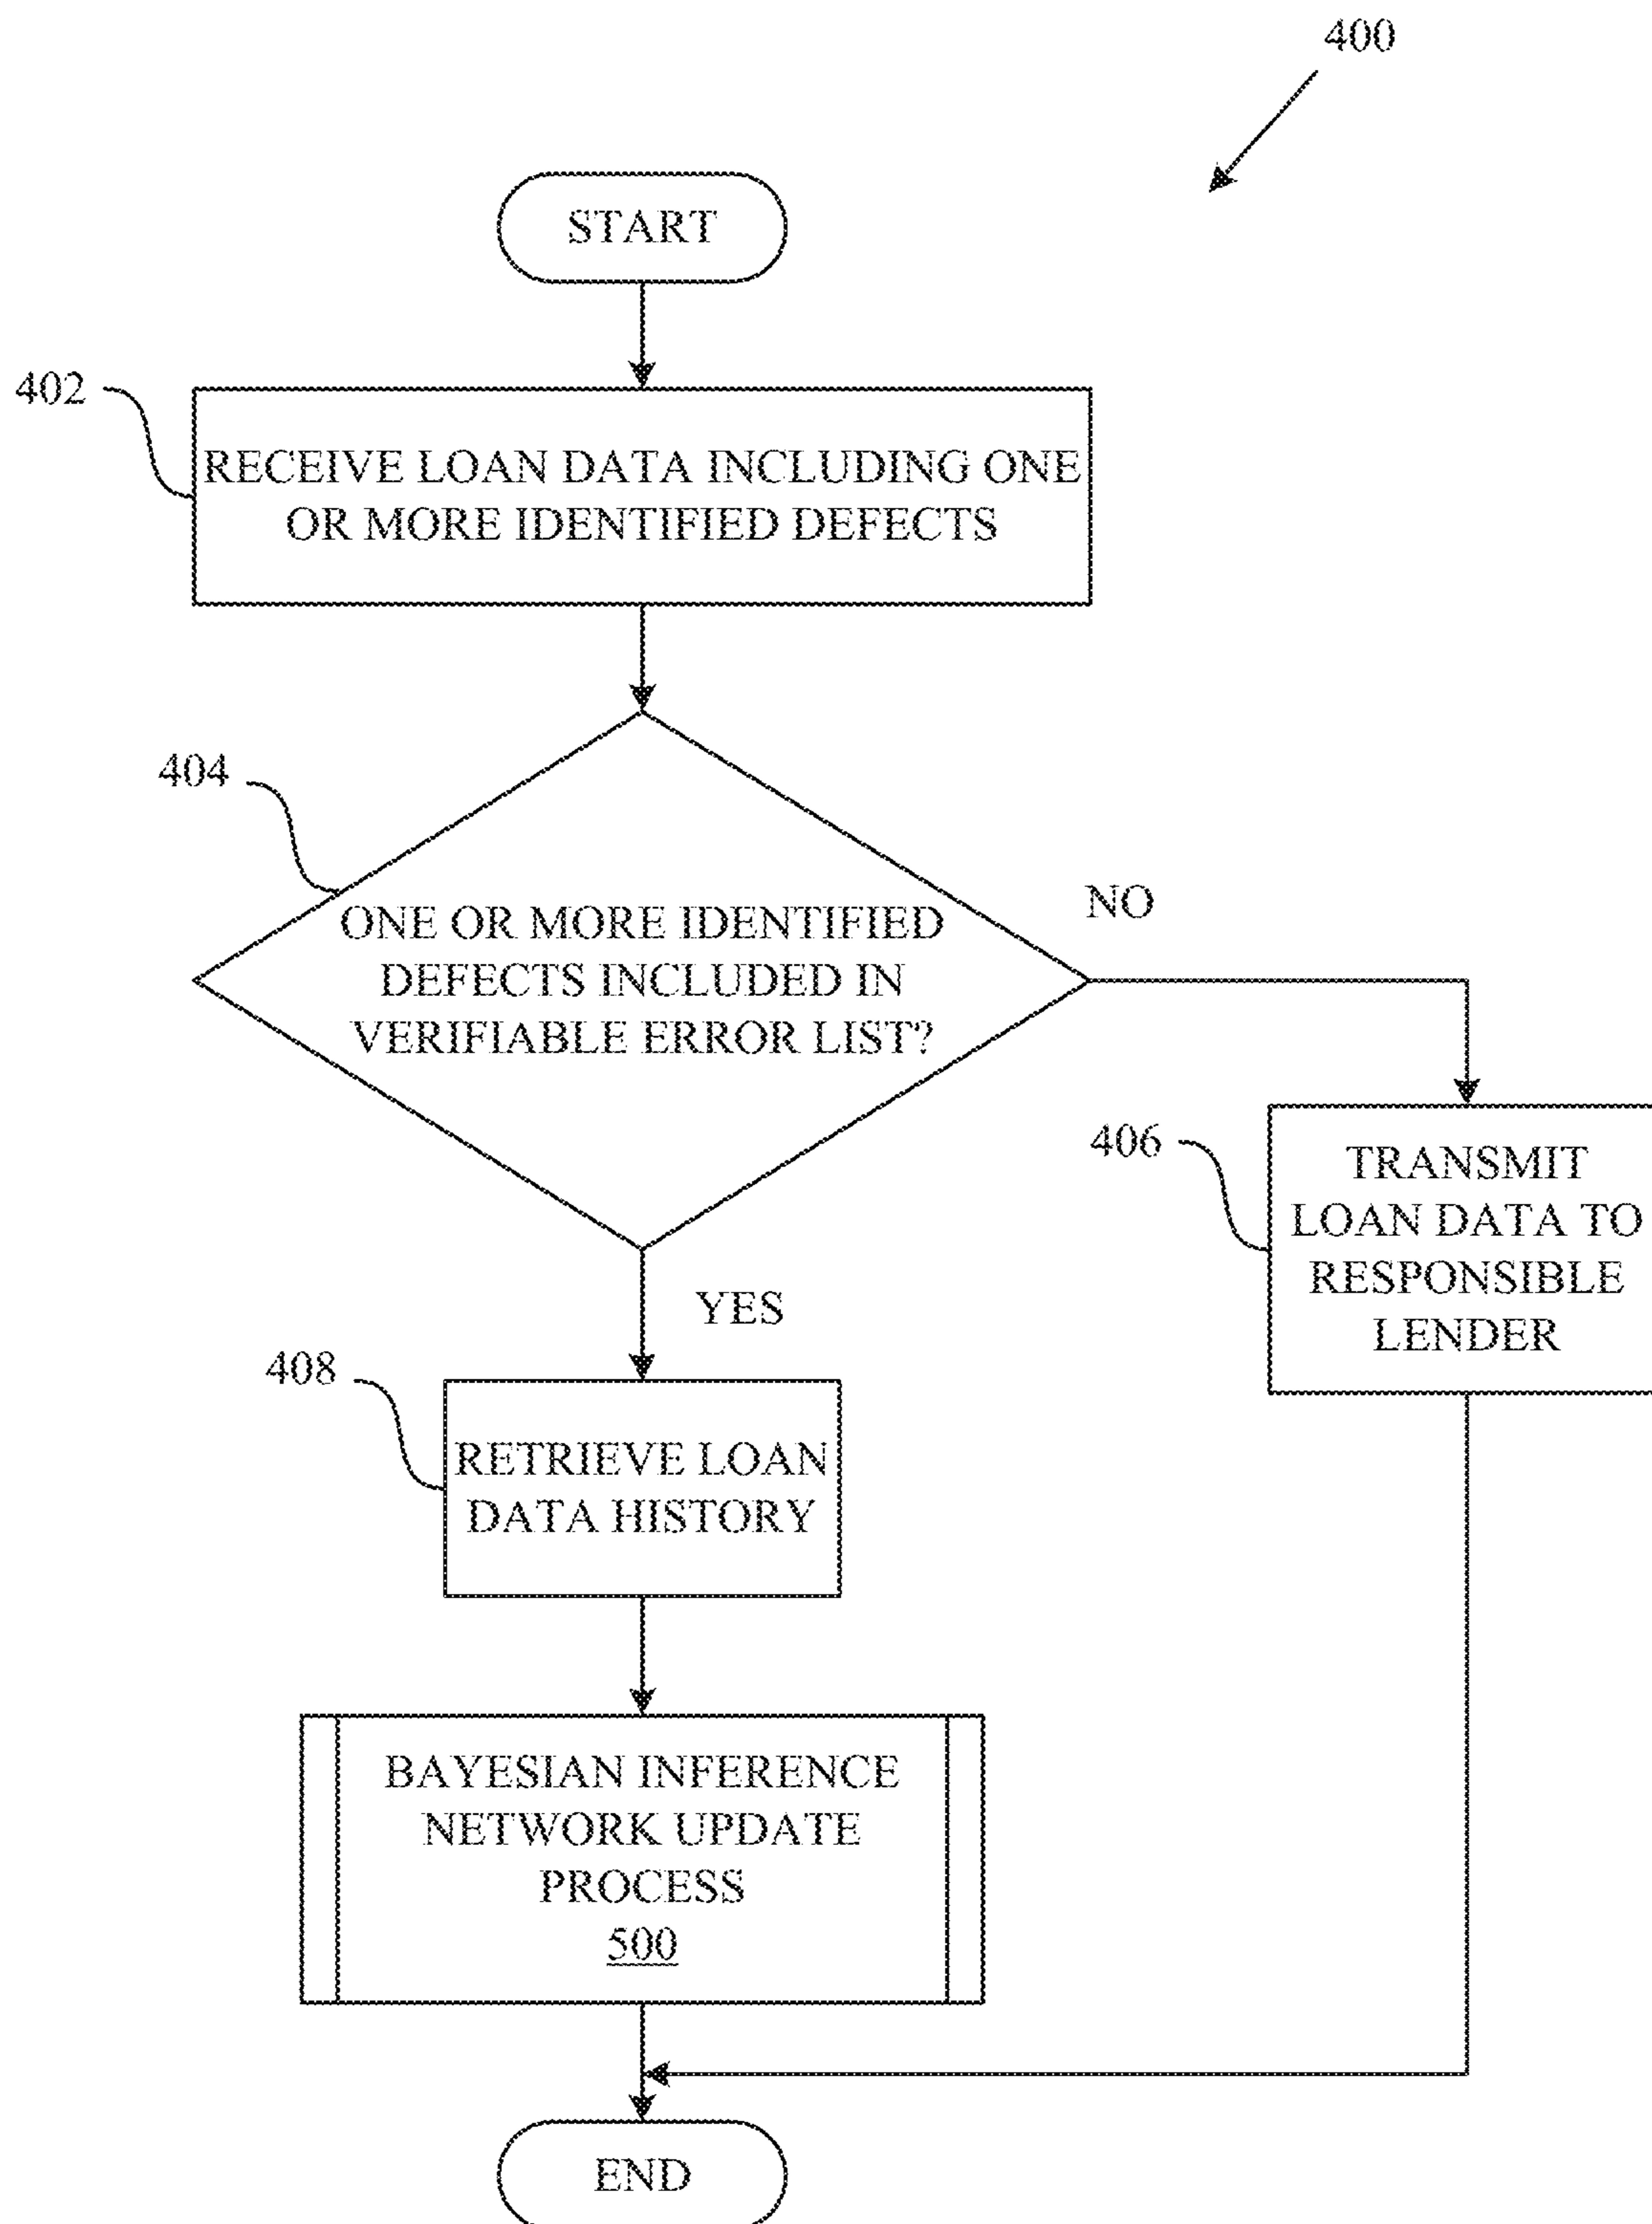 400
START
402
RECEIVE LOAN DATA INCLUDING ONE
OR MORE IDENTIFIED DEFECTS
404
ONE OR MORE IDENTIFIED
DEFECTS INCLUDED IN
VERIFIABLE ERROR LIST?
NO
406
TRANSMIT
LOAN DATA TO
RESPONSIBLE
LENDER
YES
408
RETRIEVE LOAN
DATA HISTORY
BAYESIAN INFERENCE
NETWORK UPDATE
PROCESS
500
END